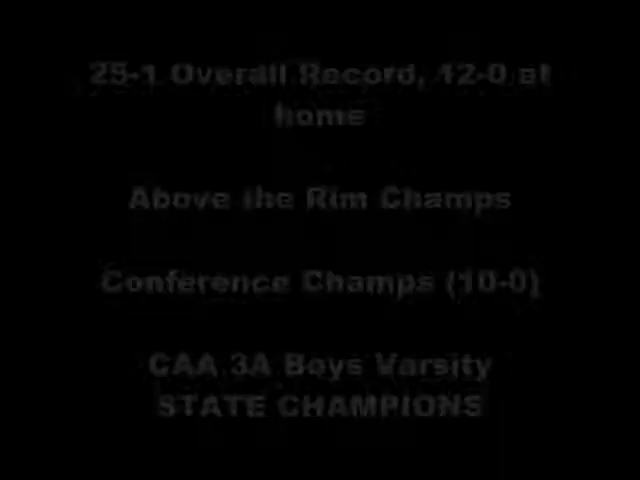 25-1 Overall Record, 12-0 at
home
Above the Rim Champs
Conference Champs (10-0)
CAA 3A Boys Varsity
STATE CHAMPIONS